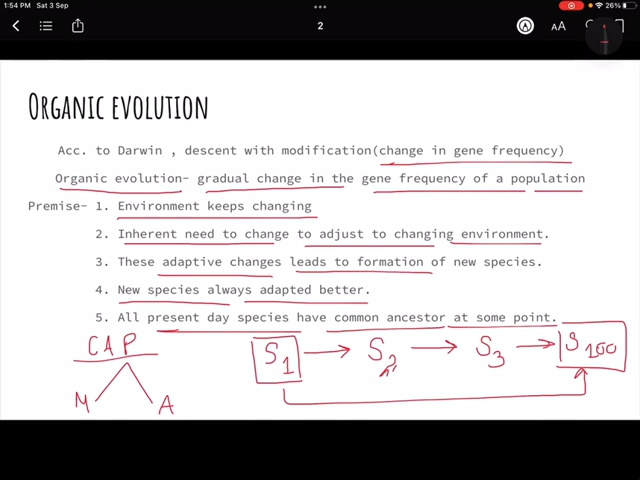 1:54 PM Sat 3 Sep
26%
2
AA
ORGANIC EVOLUTION
Acc. to Darwin , descent with modification(change in gene frequency)
Organic evolution- gradual change in the gene frequency of a population
Premise- 1. Environment keeps changing
2. Inherent need to change to adjust to changing environment.
3. These adaptive changes leads to formation of new species.
4. New species always adapted better.
5. All present day species have common ancestor at some point.
CAP
S1 → S2 → S3 → S100
M A